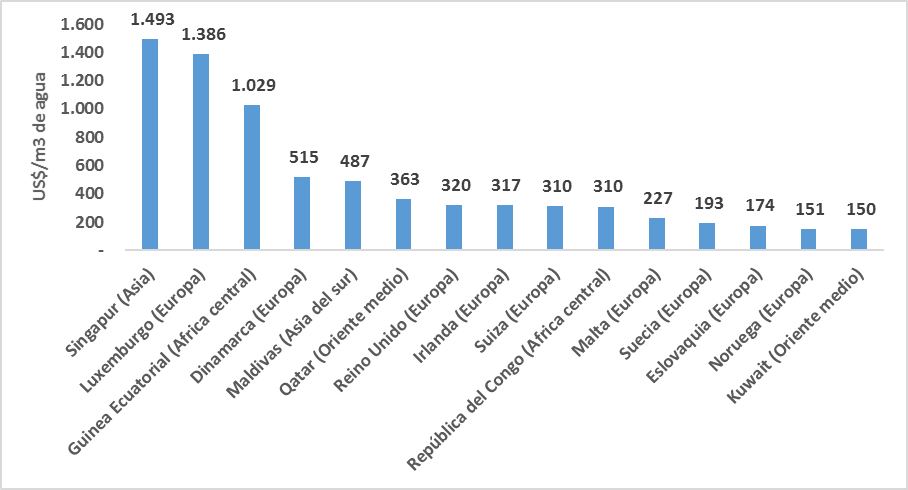 US$/m3 de agua
1.600
1.400
1.200
1.000
800
600
400
200
-
1.493
1.386
1.029
515
487
363
320
317
310
310
227
193
174
151
150
Singapur (Asia)
Luxemburgo (Europa)
Guinea Ecuatorial (Africa central)
Dinamarca (Europa)
Maldivas (Asia del sur)
Qatar (Oriente medio)
Reino Unido (Europa)
Irlanda (Europa)
Suiza (Europa)
República del Congo (Africa central)
Malta (Europa)
Suecia (Europa)
Eslovaquia (Europa)
Noruega (Europa)
Kuwait (Oriente medio)